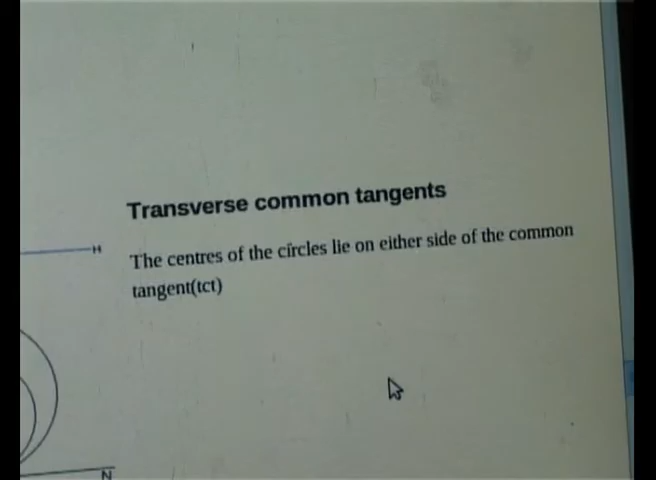 Transverse common tangents
H
The centres of the circles lie on either side of the common
tangent(tct)
N